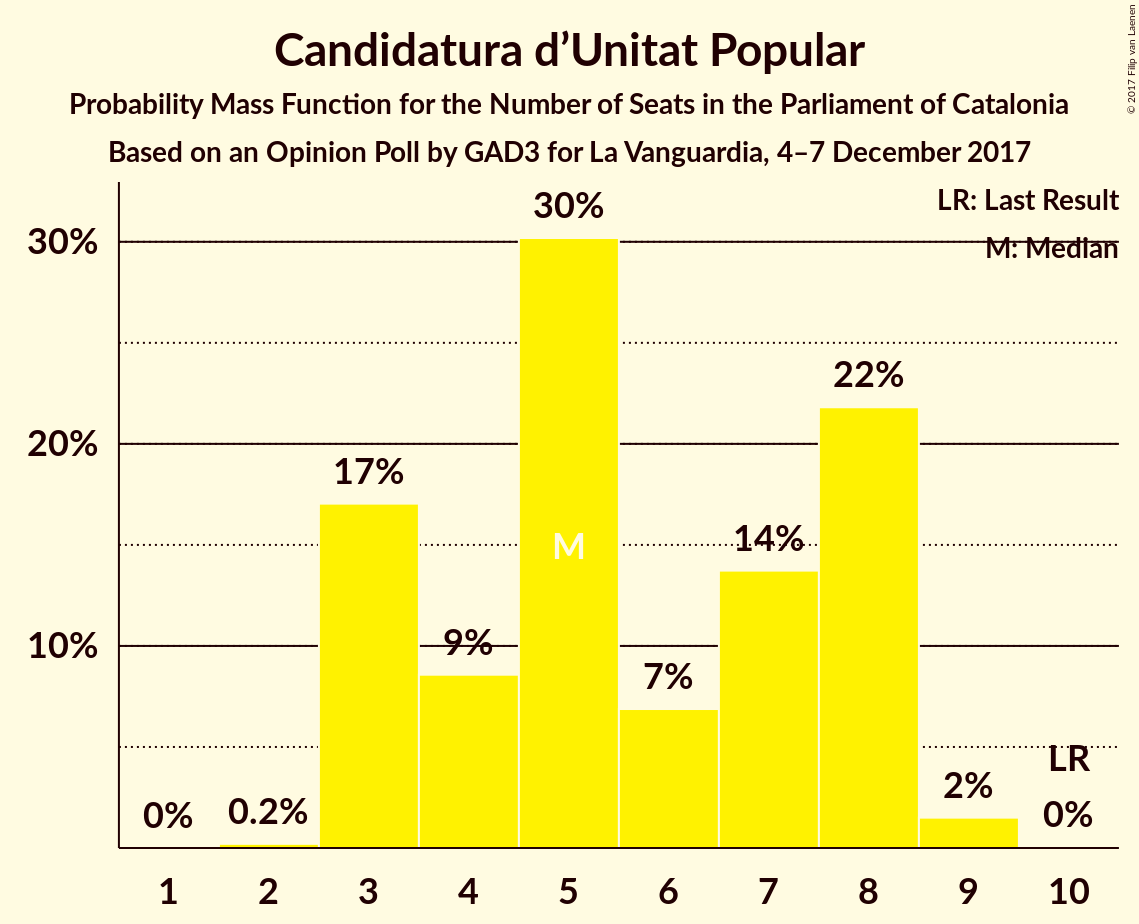 Candidatura d’Unitat Popular
Probability Mass Function for the Number of Seats in the Parliament of Catalonia
Based on an Opinion Poll by GAD3 for La Vanguardia, 4–7 December 2017
© 2017 Filip van Laenen
LR: Last Result
M: Median
30%
20%
10%
0%
0.2%
17%
9%
30%
M
7%
14%
22%
2%
LR
0%
1 2 3 4 5 6 7 8 9 10